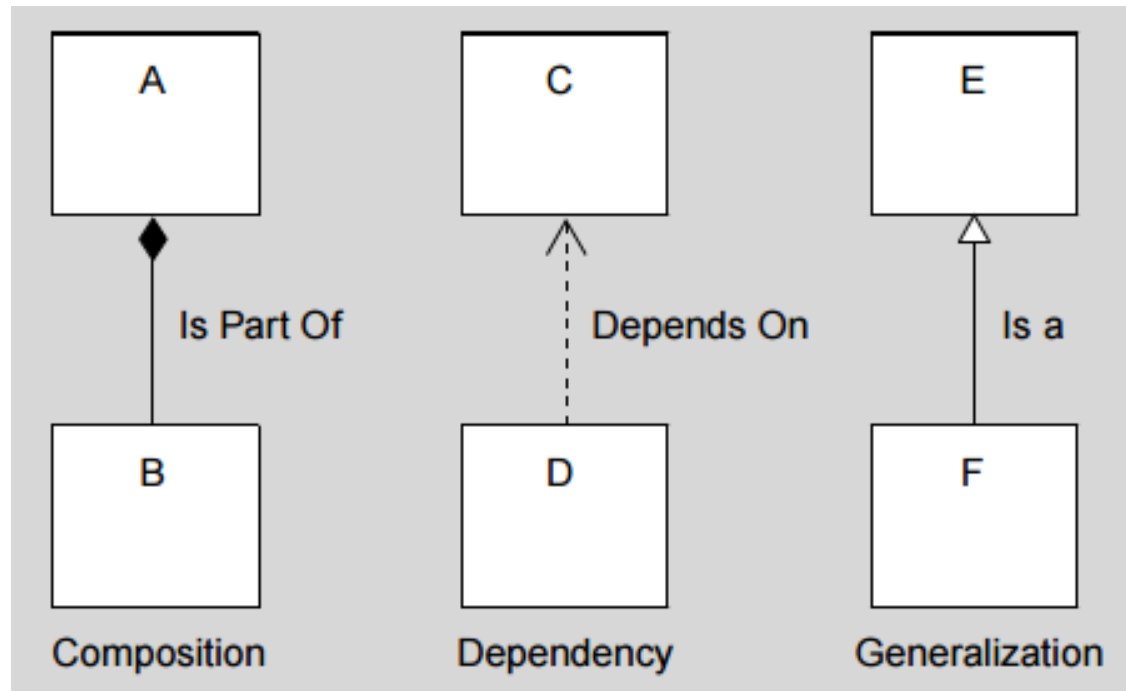 A
C
E
Is Part Of
Depends On
Is a
B
D
F
Composition
Dependency
Generalization